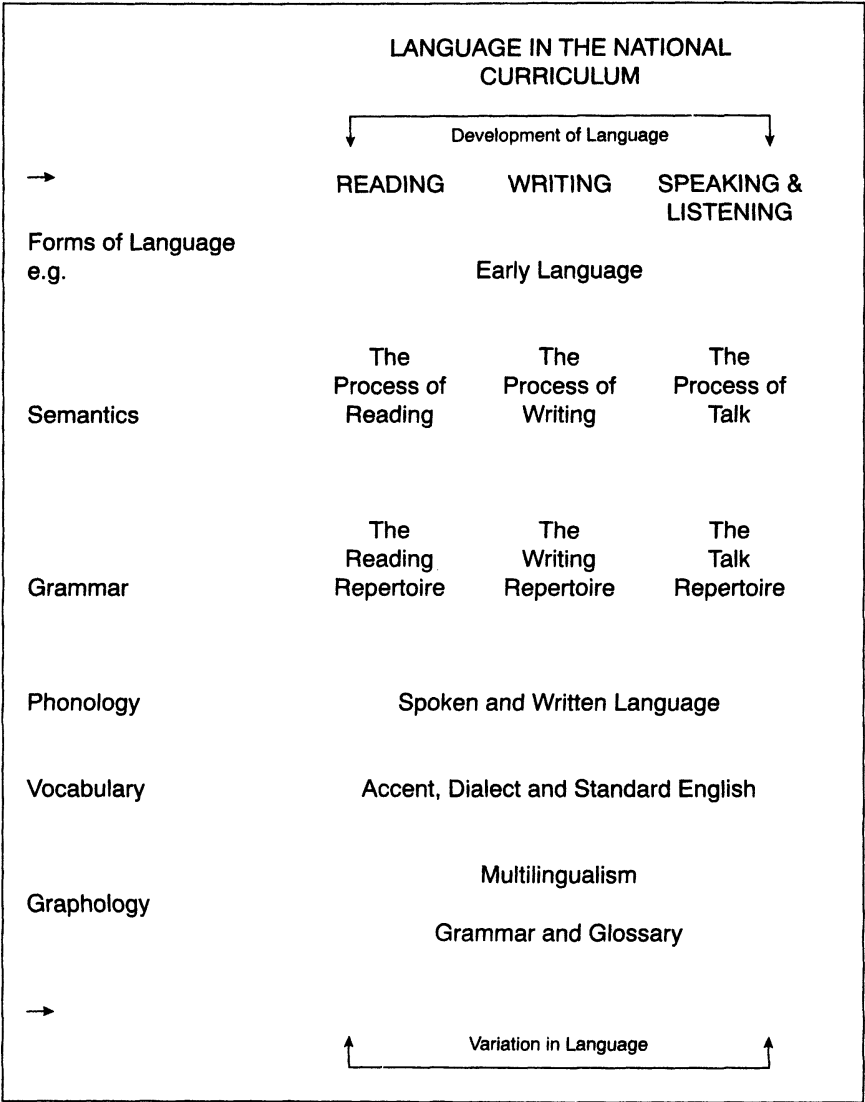 LANGUAGE IN THE NATIONAL
CURRICULUM
Development of Language
→
READING WRITING SPEAKING &
LISTENING
Forms of Language
e.g.
Early Language
The The The
Process of Process of Process of
Semantics Reading Writing Talk
The The The
Reading Writing Talk
Grammar Repertoire Repertoire Repertoire
Phonology Spoken and Written Language
Vocabulary Accent, Dialect and Standard English
Multilingualism
Graphology
Grammar and Glossary
→
Variation in Language